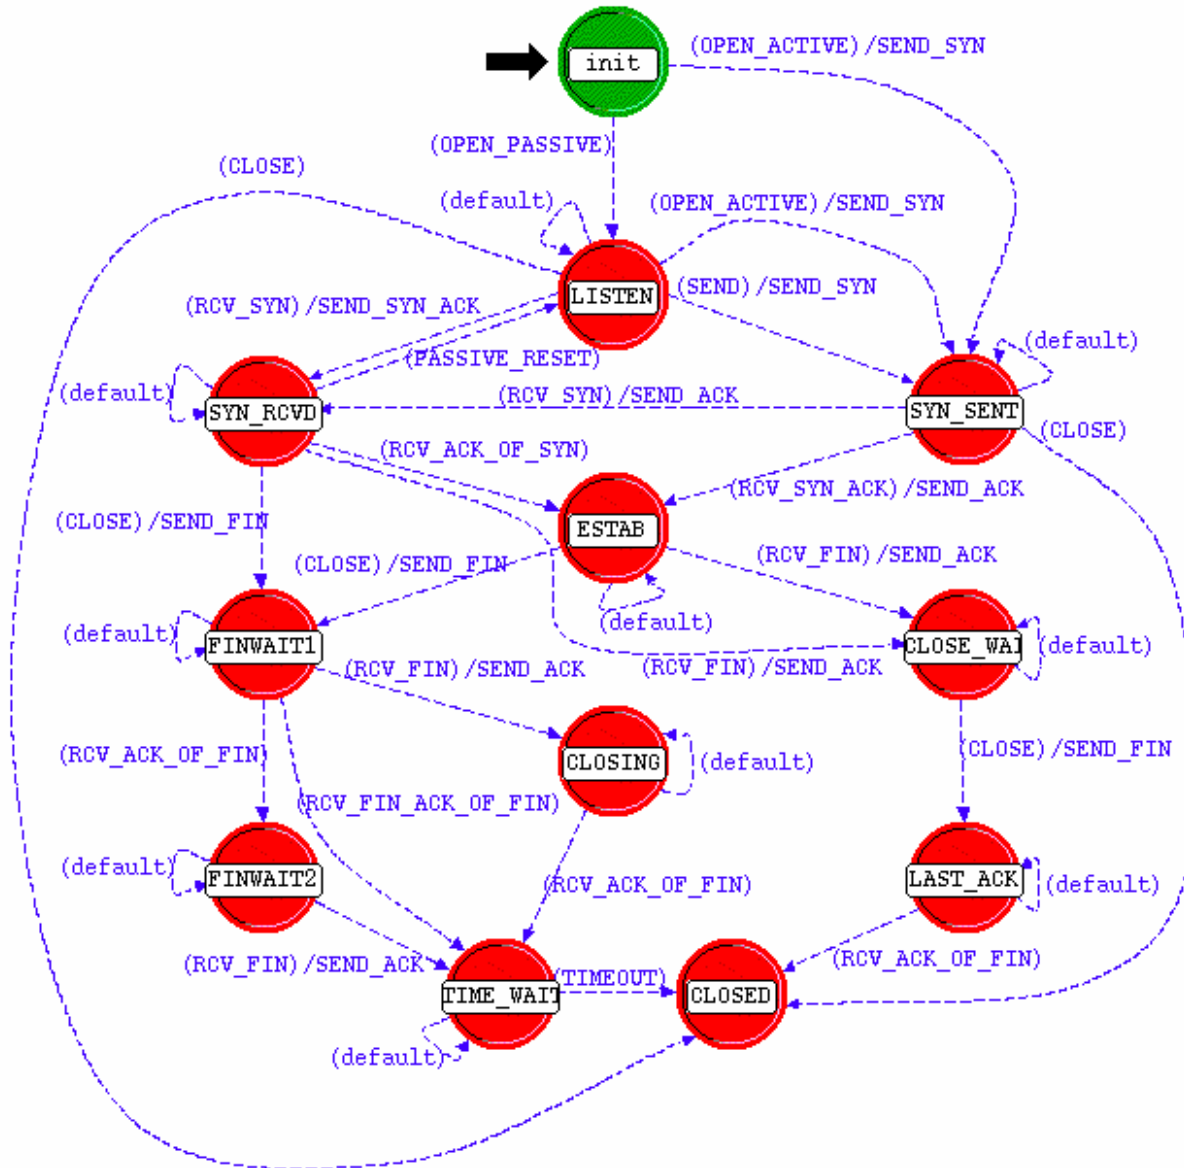 (OPEN_ACTIVE)/SEND_SYN
init
(OPEN_PASSIVE)
(CLOSE)
(default)
(OPEN_ACTIVE)/SEND_SYN
LISTEN
(SEND)/SEND_SYN
(RCV_SYN)/SEND_SYN_ACK
(PASSIVE_RESET)
(default)
(default)
(RCV_SYN)/SEND_ACK
SYN_RCVD
SYN_SENT
(CLOSE)
(RCV_ACK_OF_SYN)
(RCV_SYN_ACK)/SEND_ACK
(CLOSE)/SEND_FIN
ESTAB
(RCV_FIN)/SEND_ACK
(CLOSE)/SEND_FIN
(default)
(default)
FINWAIT1
CLOSE_WAI
(default)
(RCV_FIN)/SEND_ACK
(RCV_FIN)/SEND_ACK
(RCV_ACK_OF_FIN)
CLOSING
(default)
(CLOSE)/SEND_FIN
(RCV_FIN_ACK_OF_FIN)
(default)
FINWAIT2
(RCV_ACK_OF_FIN)
LAST_ACK
(default)
(RCV_FIN)/SEND_ACK
(TIMEOUT)
(RCV_ACK_OF_FIN)
TIME_WAIT
CLOSED
(default)